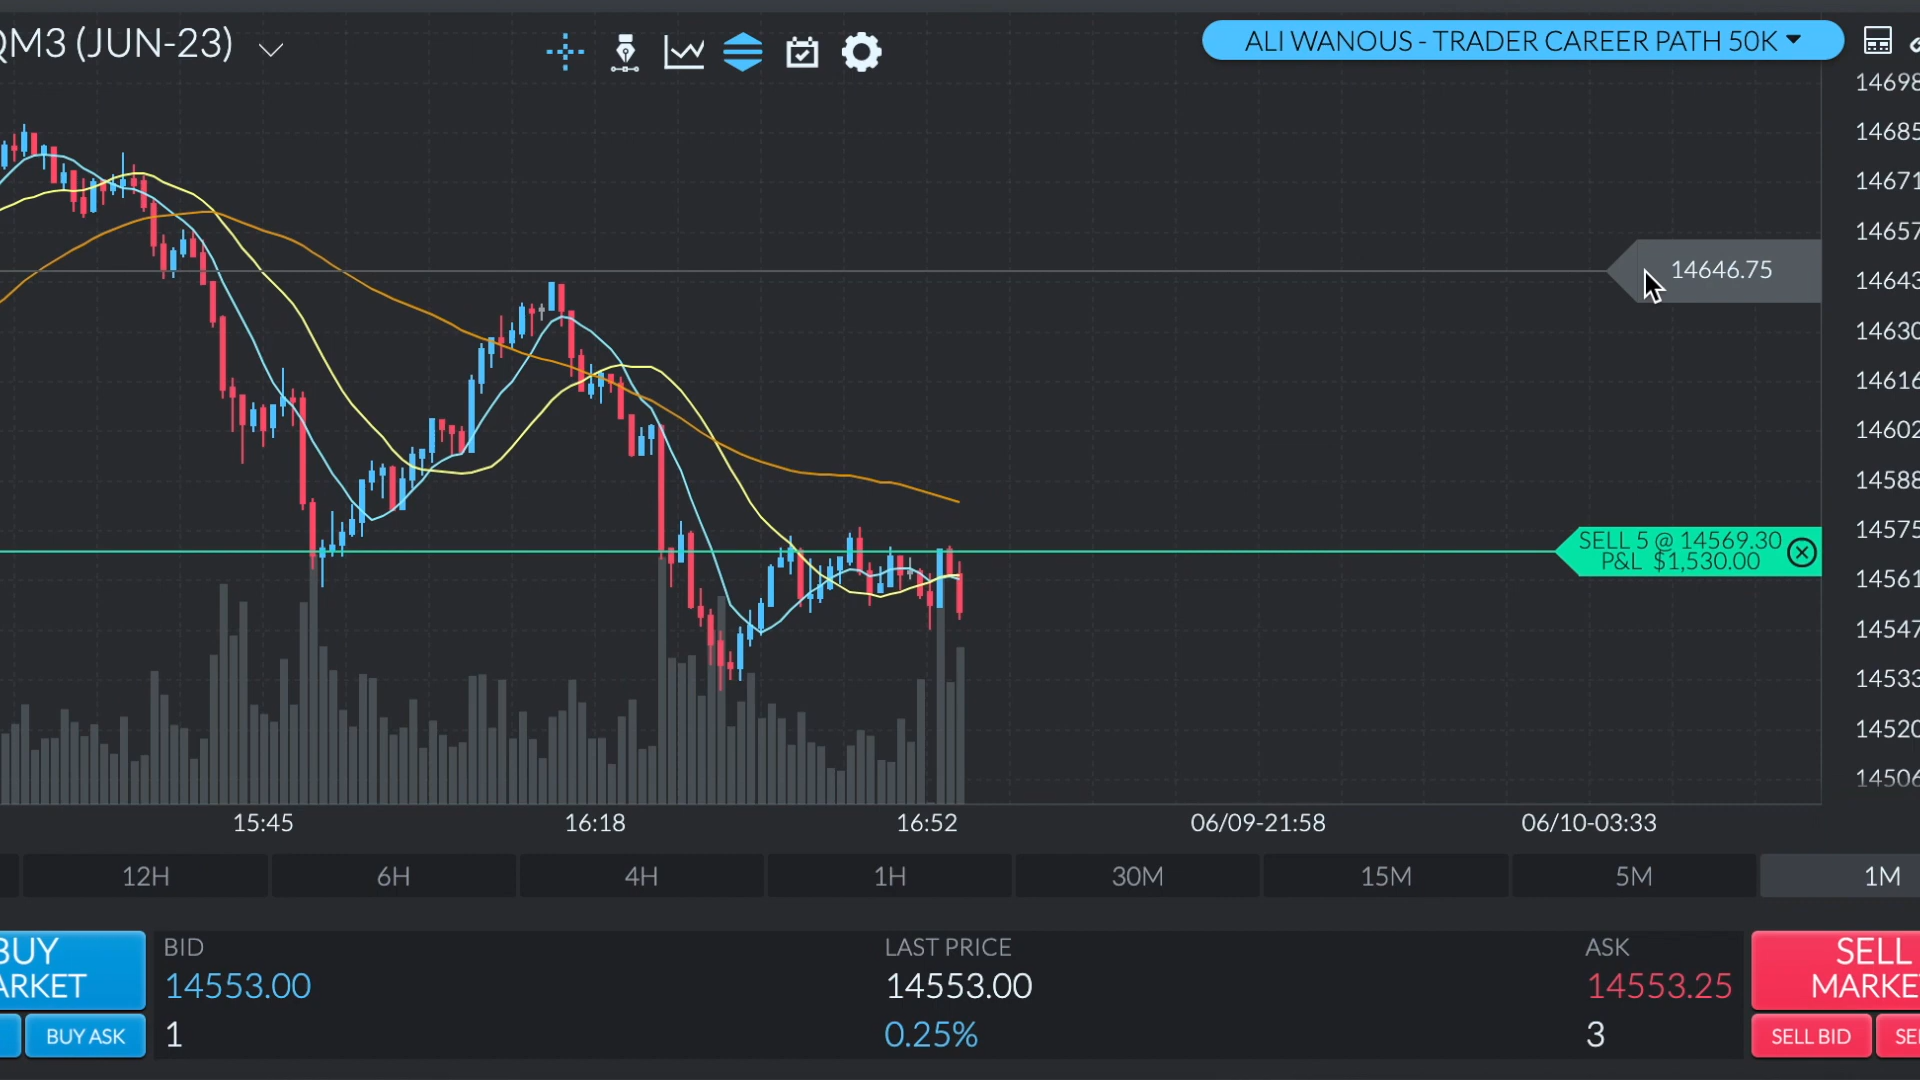 QM3 (JUN-23)
ALI WANOUS - TRADER CAREER PATH 50K
14698
14685
14671
14657
14646.75
14643
14630
14616
14602
14588
14575
SELL 5 @ 14569.30
P&L $1,530.00
14561
14547
14533
14520
14506
15:45 16:18 16:52 06/09-21:58 06/10-03:33
12H 6H 4H 1H 30M 15M 5M 1M
BUY
ARKET
BID
14553.00
1
LAST PRICE
14553.00
0.25%
ASK
14553.25
3
SELL
MARKE
BUY ASK
SELL BID
SE